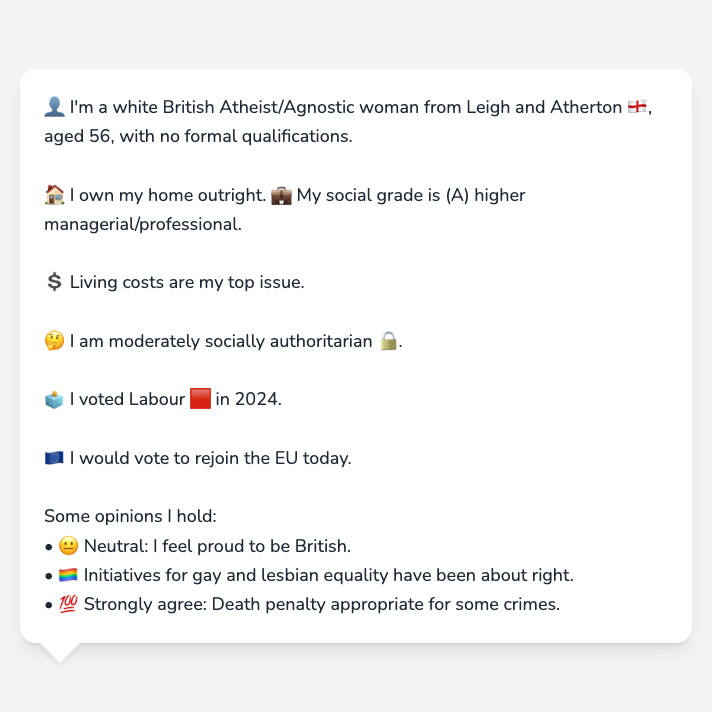 👤 I'm a white British Atheist/Agnostic woman from Leigh and Atherton 🏴󠁧󠁢󠁥󠁮󠁧󠁿,
aged 56, with no formal qualifications.
🏠 I own my home outright. 💼 My social grade is (A) higher
managerial/professional.
💲 Living costs are my top issue.
🤔 I am moderately socially authoritarian 🔒.
🗳️ I voted Labour 🟥 in 2024.
🇪🇺 I would vote to rejoin the EU today.
Some opinions I hold:
• 😐 Neutral: I feel proud to be British.
• 🏳️‍🌈 Initiatives for gay and lesbian equality have been about right.
• 💯 Strongly agree: Death penalty appropriate for some crimes.